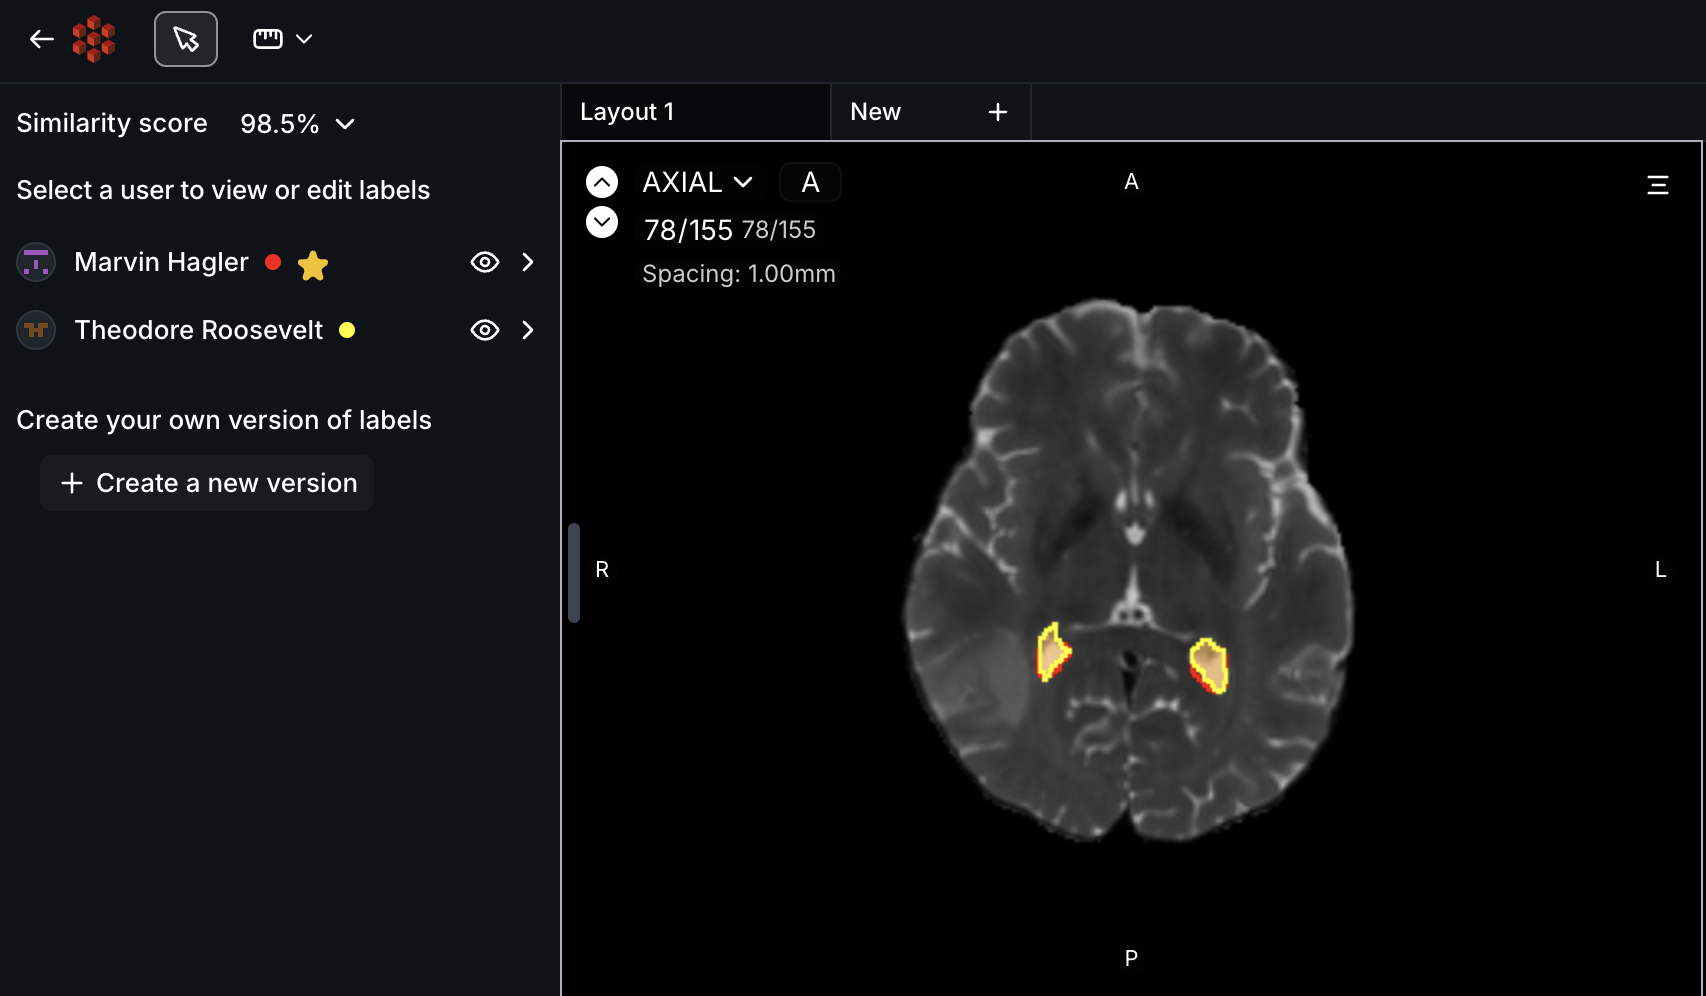 Similarity score 98.5%
Select a user to view or edit labels
Marvin Hagler
Theodore Roosevelt
Create your own version of labels
Create a new version
Layout 1
New
AXIAL A
78/155 78/155
Spacing: 1.00mm
A
R
L
P